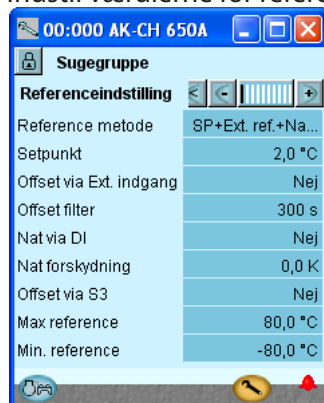 00:000 AK-CH 650A
Sugegruppe
Referenceindstilling
Reference metode SP+Ext. ref.+Na...
Setpunkt 2,0 °C
Offset via Ext. indgang Nej
Offset filter 300 s
Nat via DI Nej
Nat forskydning 0,0 K
Offset via S3 Nej
Max reference 80,0 °C
Min. reference -80,0 °C